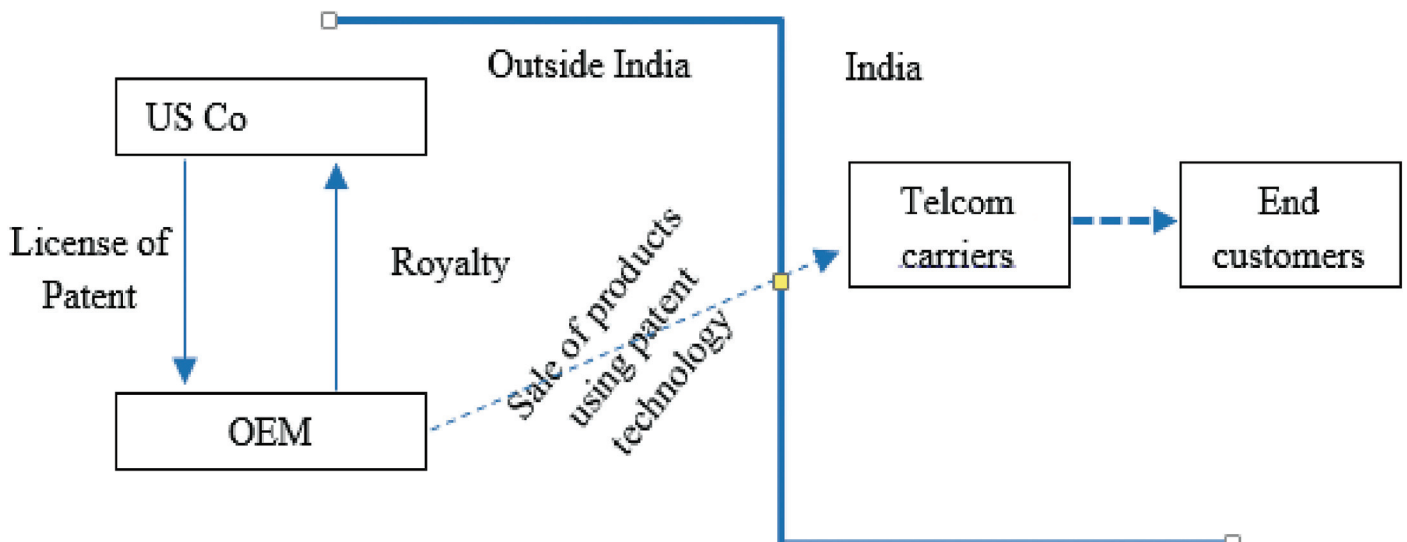 Outside India
India
US Co
Telcom
carriers
End
customers
License of
Patent
Royalty
Sale of products
using patent
technology
OEM